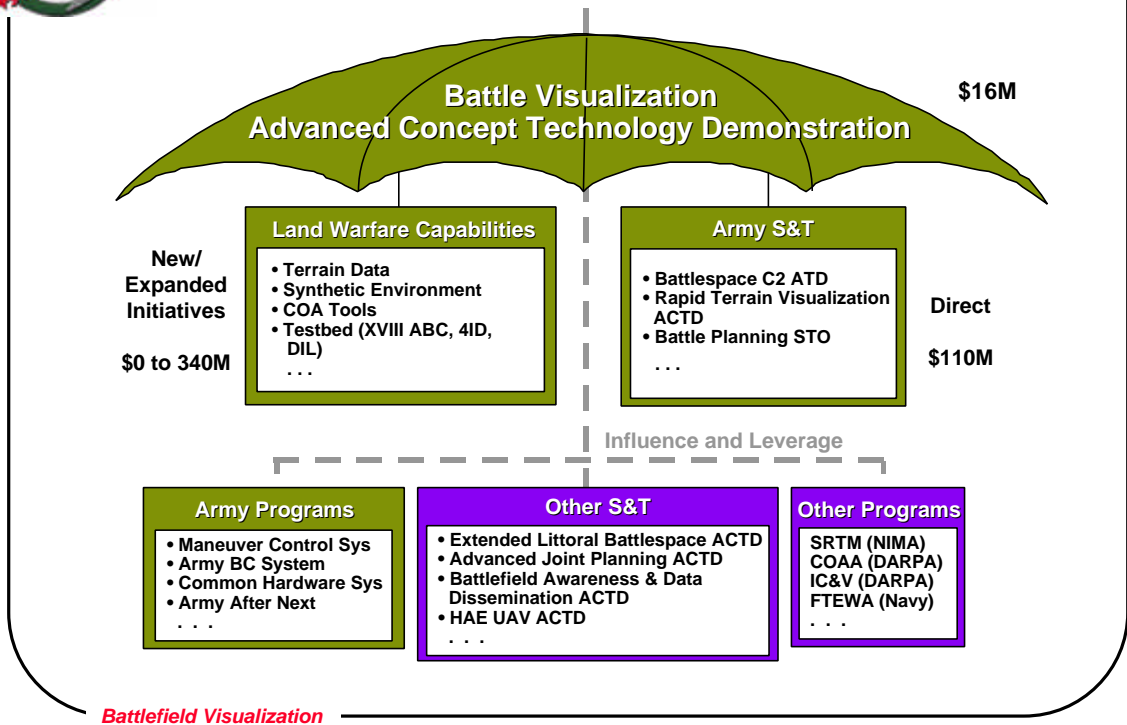 Battle Visualization
Advanced Concept Technology Demonstration
$16M
Land Warfare Capabilities
• Terrain Data
• Synthetic Environment
• COA Tools
• Testbed (XVIII ABC, 4ID,
DIL)
. . .
New/
Expanded
Initiatives
$0 to 340M
Army S&T
• Battlespace C2 ATD
• Rapid Terrain Visualization
ACTD
• Battle Planning STO
. . .
Direct
$110M
Influence and Leverage
Army Programs
• Maneuver Control Sys
• Army BC System
• Common Hardware Sys
• Army After Next
. . .
Other S&T
• Extended Littoral Battlespace ACTD
• Advanced Joint Planning ACTD
• Battlefield Awareness & Data
Dissemination ACTD
• HAE UAV ACTD
. . .
Other Programs
SRTM (NIMA)
COAA (DARPA)
IC&V (DARPA)
FTEWA (Navy)
. . .
Battlefield Visualization